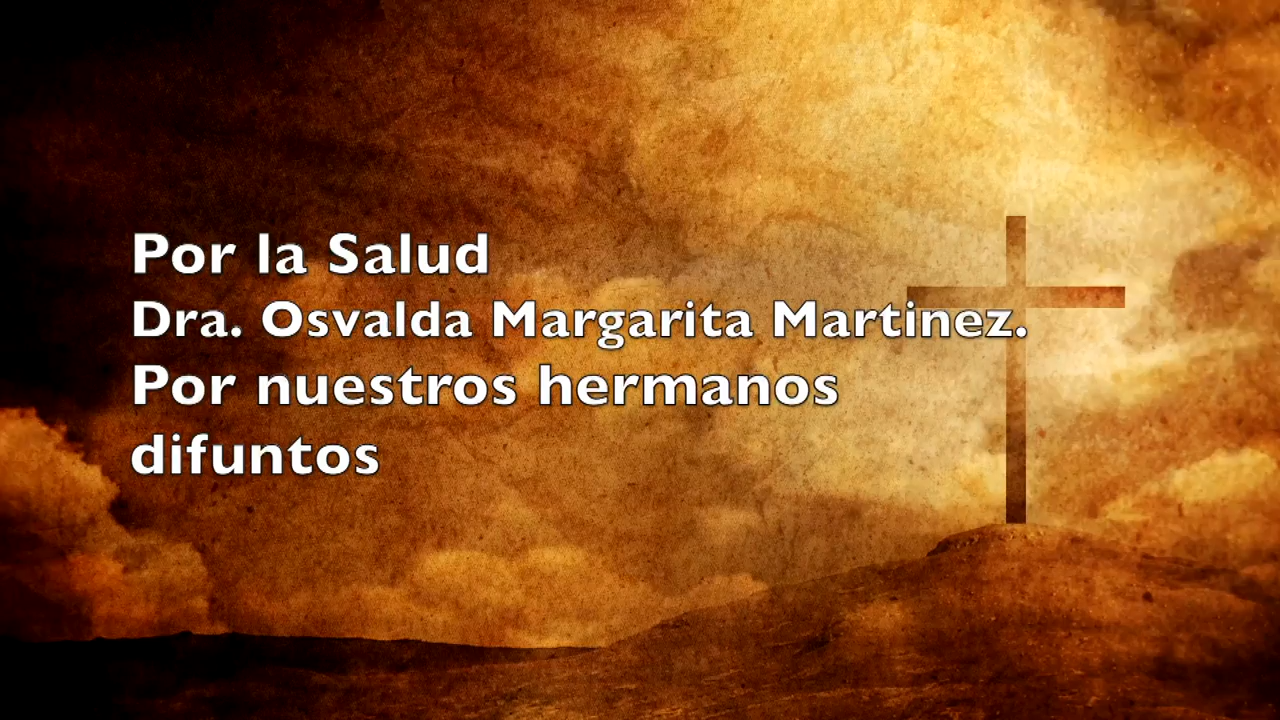 Por la Salud
Dra. Osvalda Margarita Martinez.
Por nuestros hermanos
difuntos